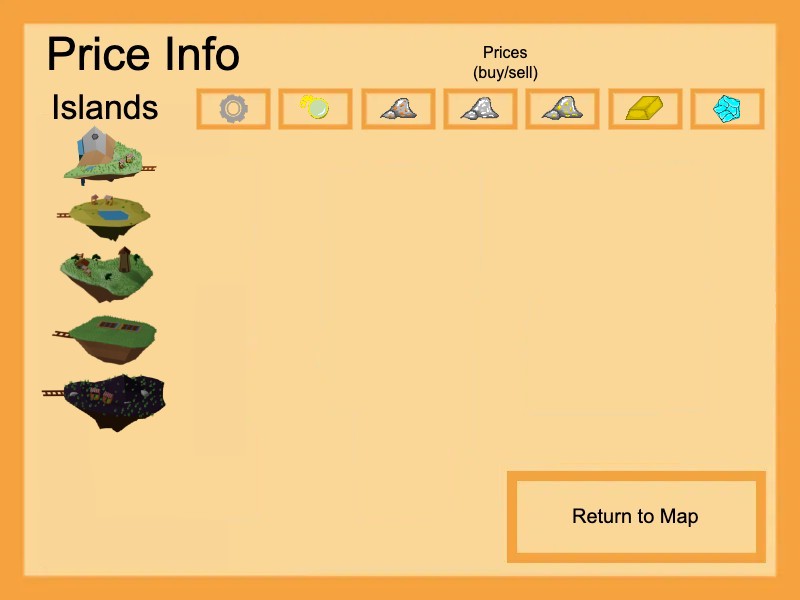 Price Info
Prices
(buy/sell)
Islands
Return to Map